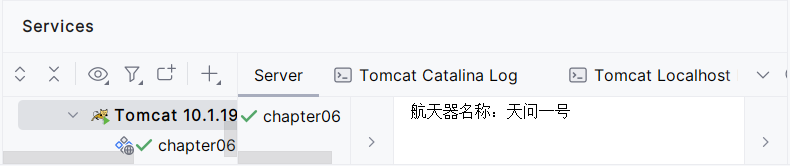 Services
Server
Tomcat Catalina Log
Tomcat Localhost
Tomcat 10.1.19
chapter06
航天器名称：天问一号
chapter06